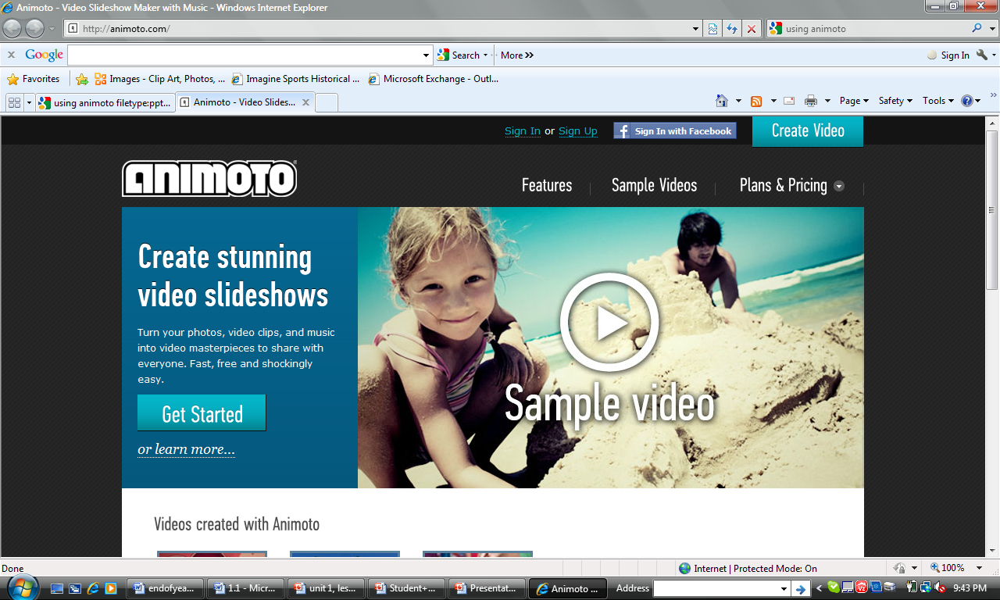 Animoto - Video Slideshow Maker with Music - Windows Internet Explorer
http://animoto.com/
using animoto
x Google Search More >> Sign In
Favorites Images - Clip Art, Photos, ... Imagine Sports Historical ... Microsoft Exchange - Outl...
using animoto filetype:ppt... Animoto - Video Slides... x Page Safety Tools
Sign In or Sign Up f Sign In with Facebook Create Video
ANIMOTO®
Features Sample Videos Plans & Pricing
Create stunning
video slideshows
Turn your photos, video clips, and music
into video masterpieces to share with
everyone. Fast, free and shockingly
easy.
Get Started
or learn more...
Sample video
Videos created with Animoto
Done Internet | Protected Mode: On 100%
endofyea... 1.1 - Micr... unit1, les... Student+... Presentat... Animoto ... Address 9:43 PM